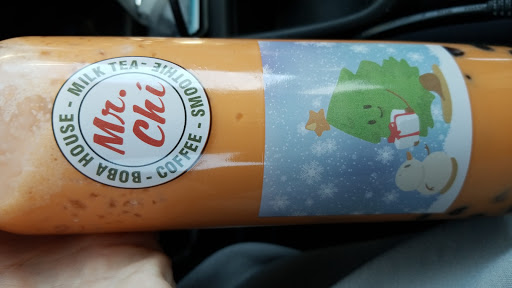 Mr.
Chi
BOBA HOUSE - MILK TEA - SMOOTHIE - COFFEE -